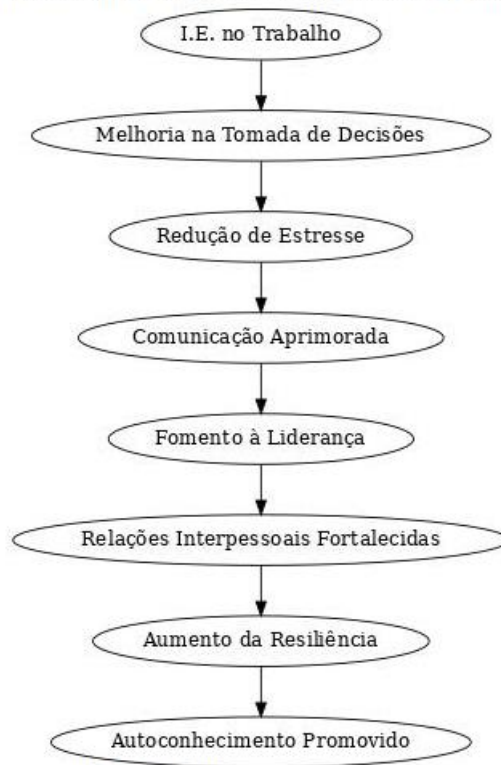 I.E. no Trabalho
Melhoria na Tomada de Decisões
Redução de Estresse
Comunicação Aprimorada
Fomento à Liderança
Relações Interpessoais Fortalecidas
Aumento da Resiliência
Autoconhecimento Promovido